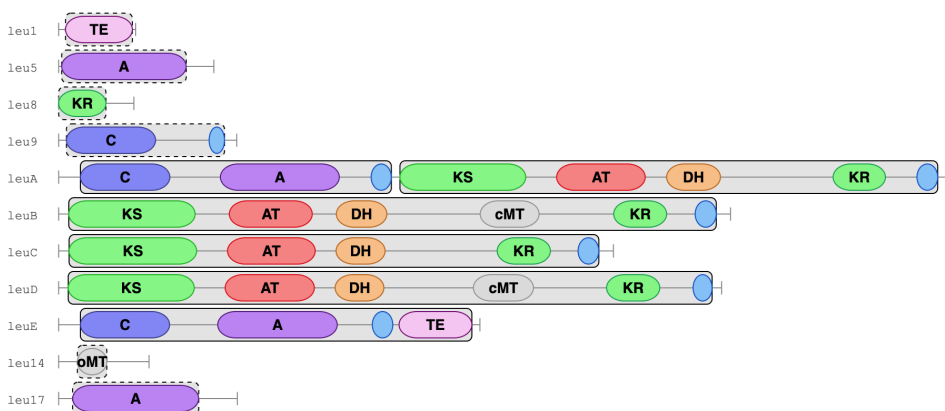 leu1 TE
leu5 A
leu8 KR
leu9 C
leuA C A KS AT DH KR
leuB KS AT DH cMT KR
leuC KS AT DH KR
leuD KS AT DH cMT KR
leuE C A TE
leu14 oMT
leu17 A